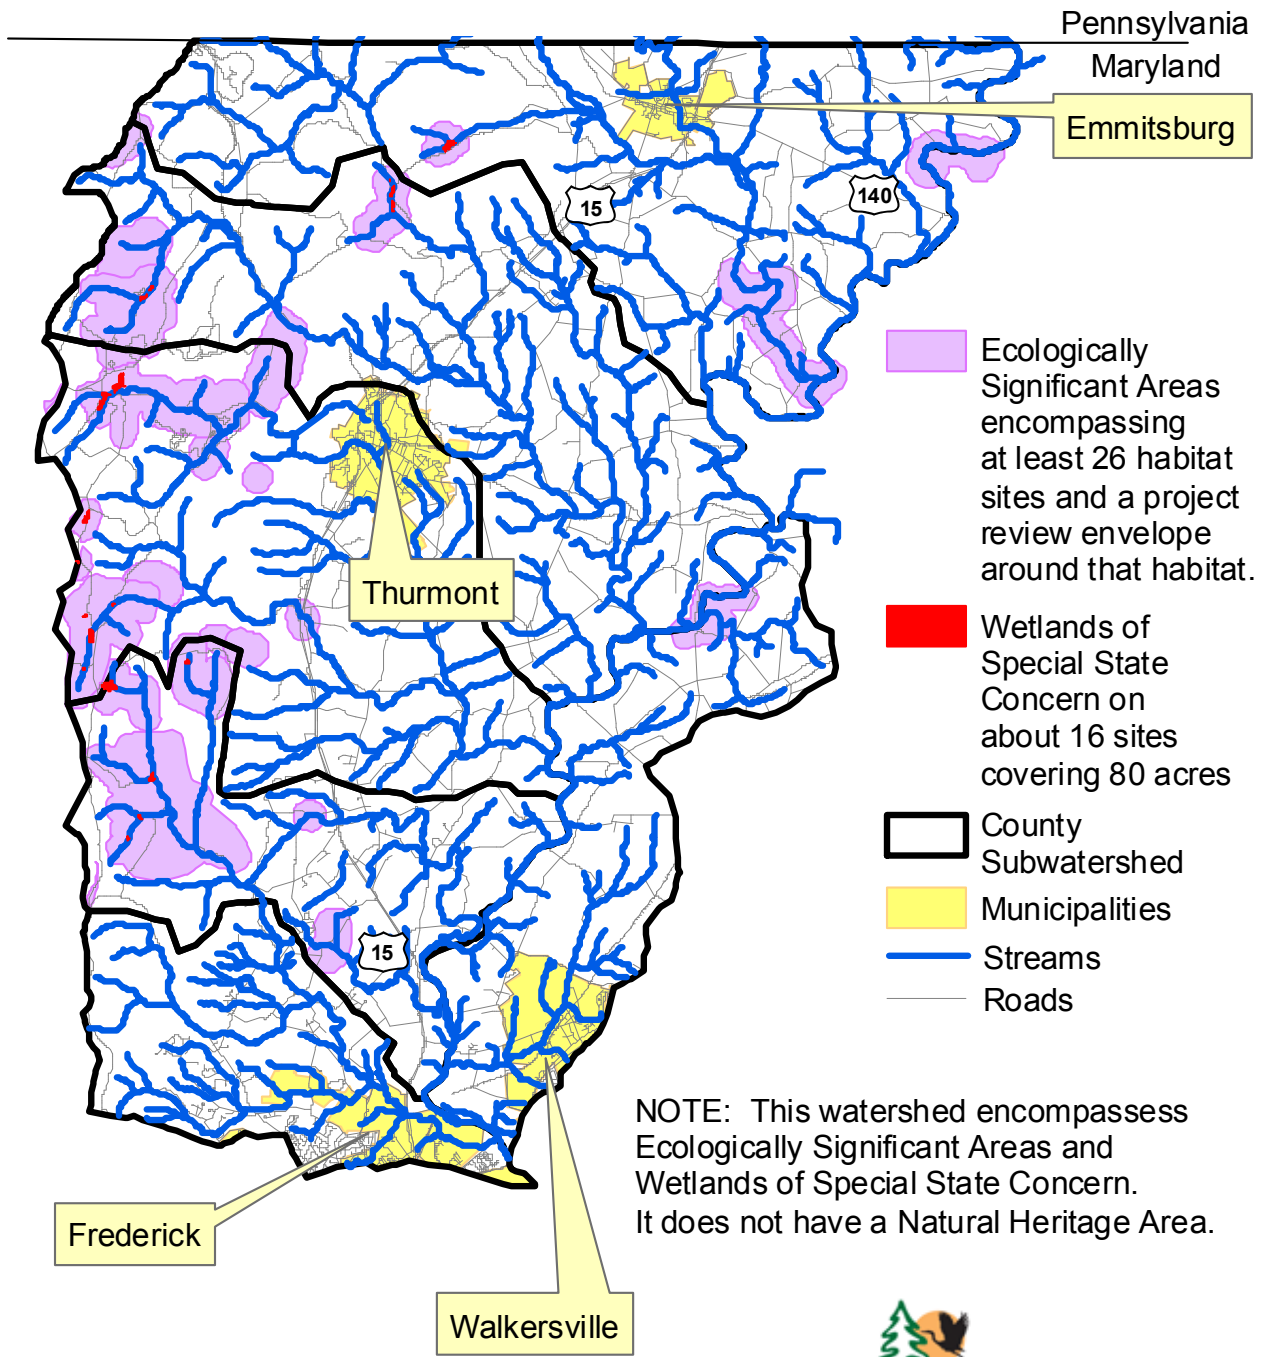 Pennsylvania
Maryland
Emmitsburg
15
140
Ecologically
Significant Areas
encompassing
at least 26 habitat
sites and a project
review envelope
around that habitat.
Thurmont
Wetlands of
Special State
Concern on
about 16 sites
covering 80 acres
County
Subwatershed
Municipalities
15
Streams
Roads
NOTE:  This watershed encompassess
Ecologically Significant Areas and
Wetlands of Special State Concern.
It does not have a Natural Heritage Area.
Frederick
Walkersville